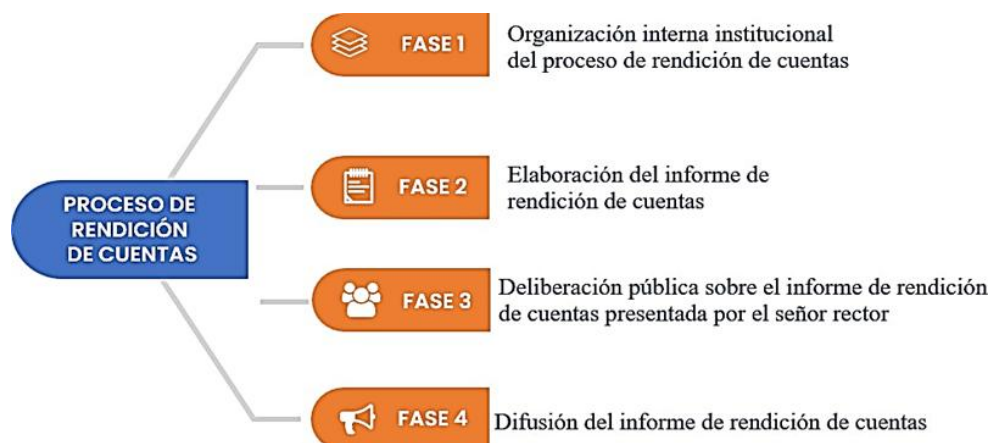 PROCESO DE
RENDICIÓN
DE CUENTAS
FASE 1
Organización interna institucional
del proceso de rendición de cuentas
FASE 2
Elaboración del informe de
rendición de cuentas
FASE 3
Deliberación pública sobre el informe de rendición
de cuentas presentada por el señor rector
FASE 4
Difusión del informe de rendición de cuentas